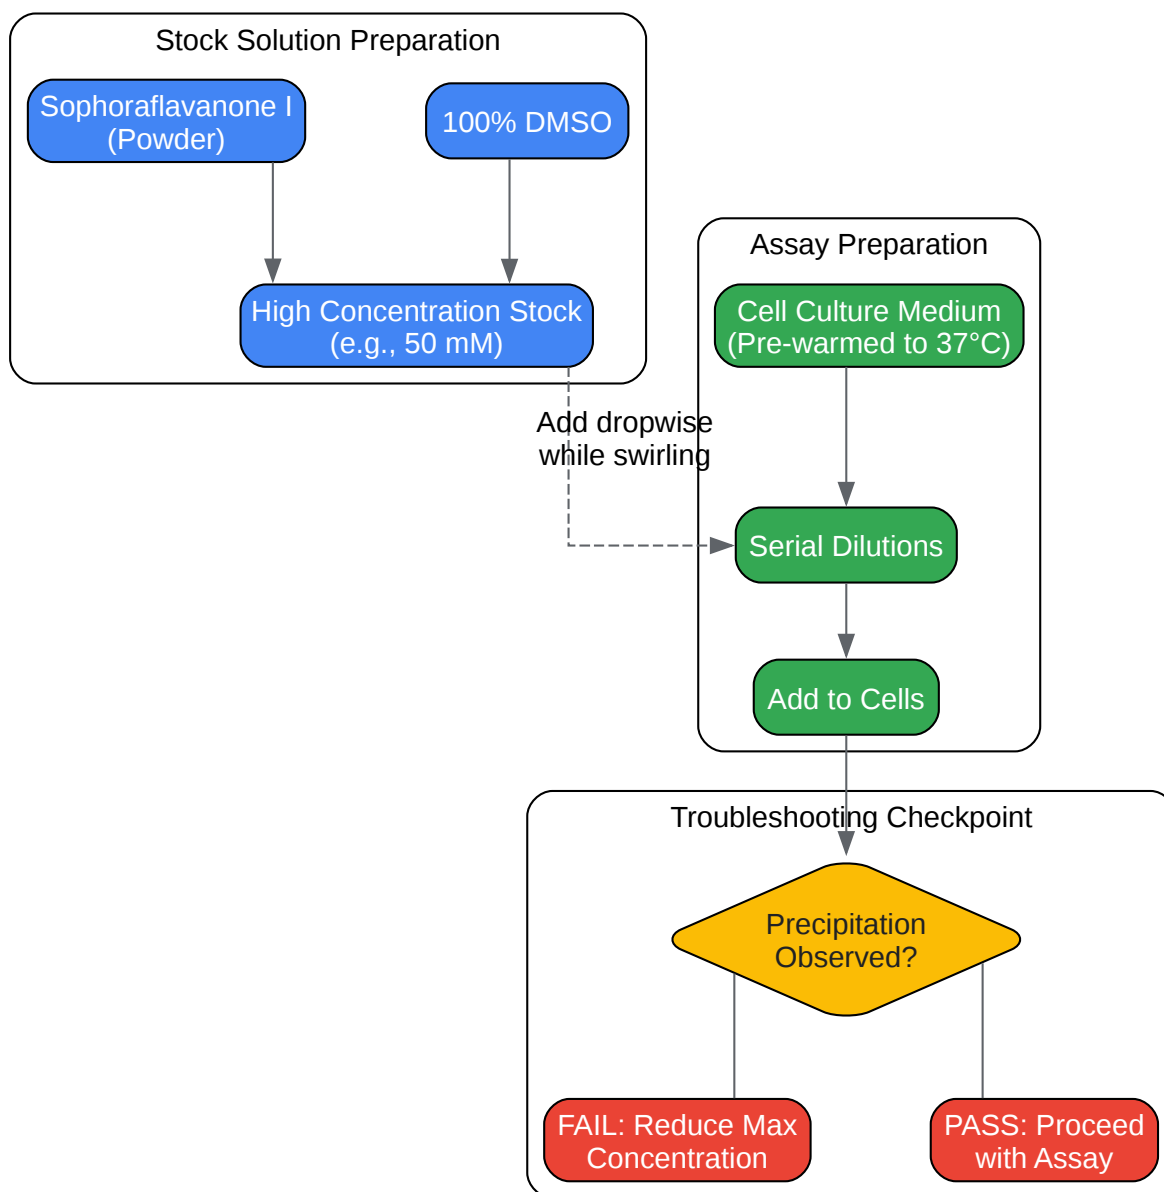 Stock Solution Preparation
Sophoraflavanone I
(Powder)
100% DMSO
High Concentration Stock
(e.g., 50 mM)
Add dropwise
while swirling
Assay Preparation
Cell Culture Medium
(Pre-warmed to 37°C)
Serial Dilutions
Add to Cells
Troubleshooting Checkpoint
Precipitation
Observed?
FAIL: Reduce Max
Concentration
PASS: Proceed
with Assay